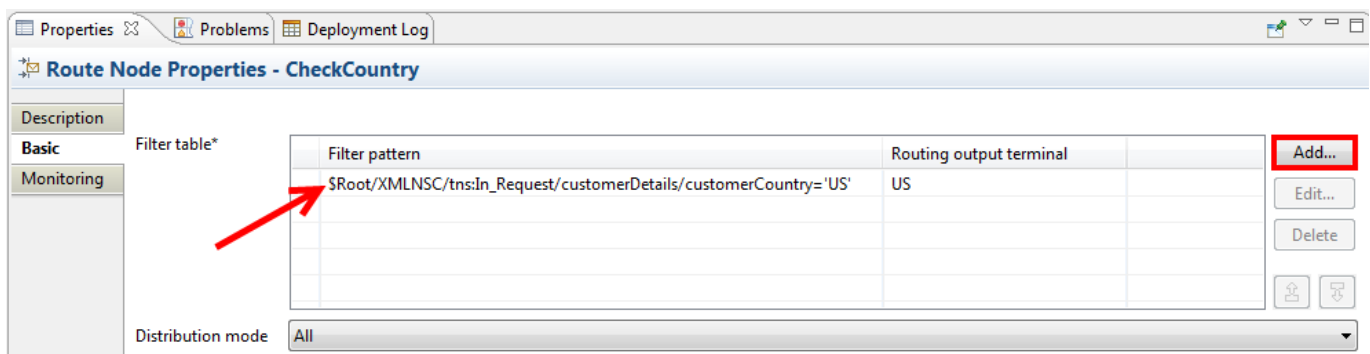 Properties Problems Deployment Log
Route Node Properties - CheckCountry
Description
Basic
Monitoring
Filter table*
Filter pattern Routing output terminal
$Root/XMLNSC/tns:In_Request/customerDetails/customerCountry='US' US
Add...
Edit...
Delete
Distribution mode All